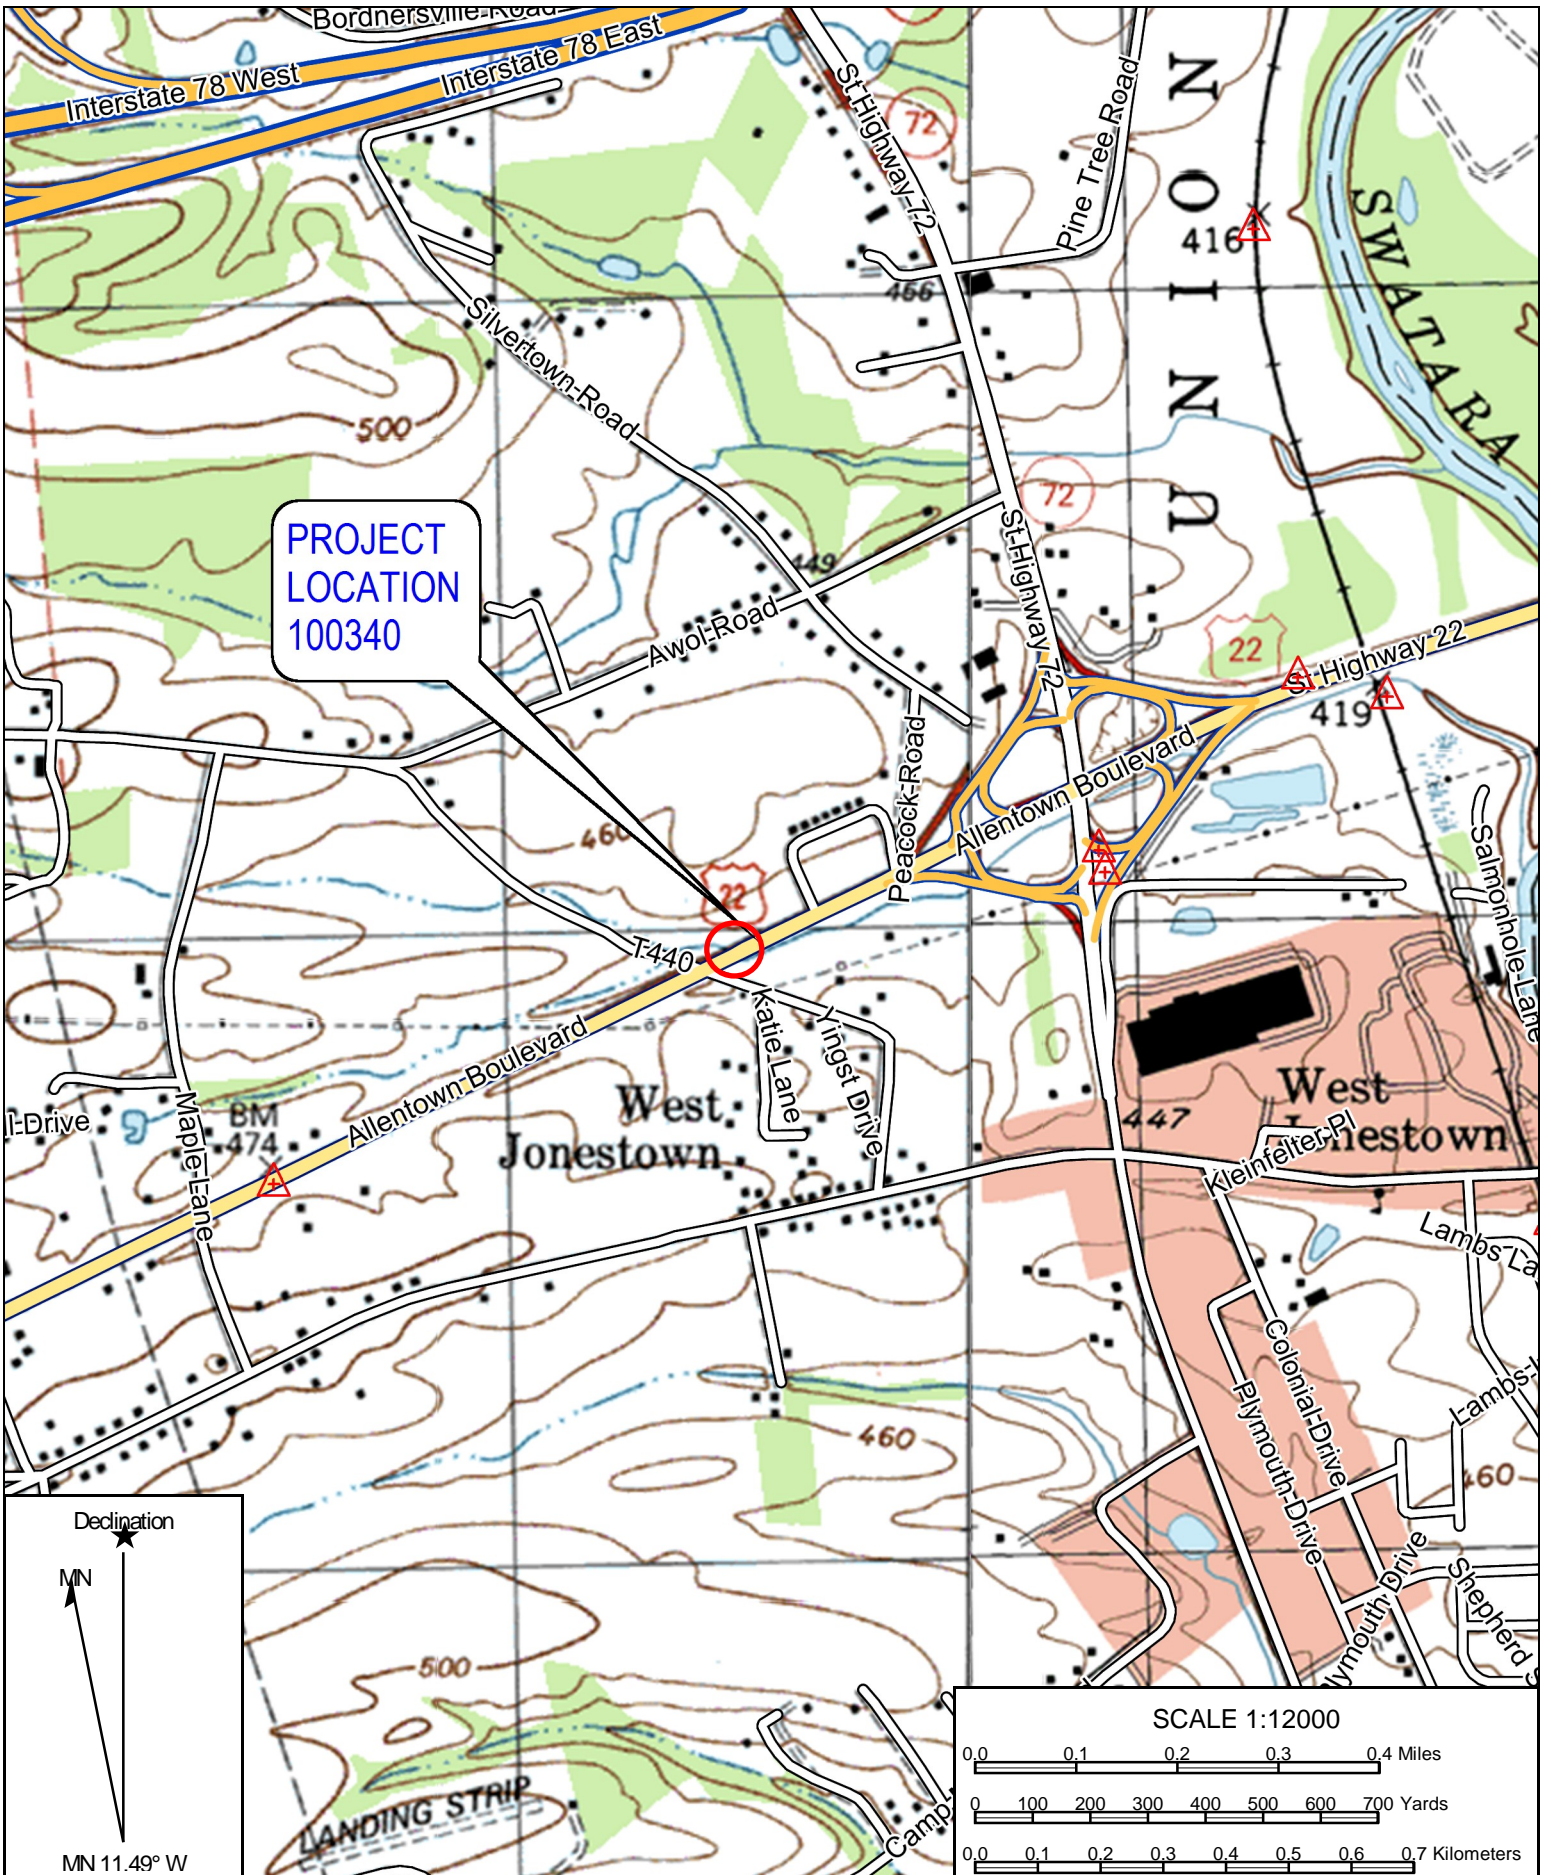 Bordnersville Road
Interstate 78 West
Interstate 78 East
St Highway 72
72
Pine Tree Road
UNION
416
SWATARA
466
Silvertown Road
500
72
PROJECT
LOCATION
100340
449
St Highway 72
Awol Road
22
St Highway 22
419
Peacock Road
Allentown Boulevard
460
22
Salmonhole Lane
T440
Katie Lane
Yingst Drive
Allentown Boulevard
West
Jonestown
West
Jonestown
447
Kleinfelter Pl
l Drive
BM
474
Maple Lane
Lambs La
Colonial Drive
Plymouth Drive
Lambs
460
460
Plymouth Drive
Shepherd S
500
LANDING STRIP
Camp
Declination
MN
MN 11.49° W
SCALE 1:12000
0.0 0.1 0.2 0.3 0.4 Miles
0 100 200 300 400 500 600 700 Yards
0.0 0.1 0.2 0.3 0.4 0.5 0.6 0.7 Kilometers